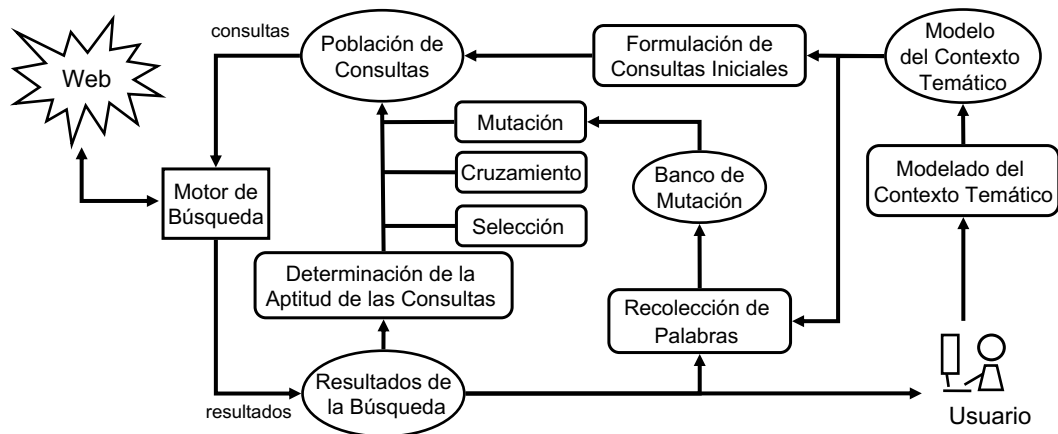 consultas
Población de
Consultas
Formulación de
Consultas Iniciales
Modelo
del Contexto
Temático
Web
Mutación
Motor de
Búsqueda
Cruzamiento
Banco de
Mutación
Modelado del
Contexto Temático
Selección
Determinación de la
Aptitud de las Consultas
Recolección de
Palabras
resultados
Resultados de
la Búsqueda
Usuario